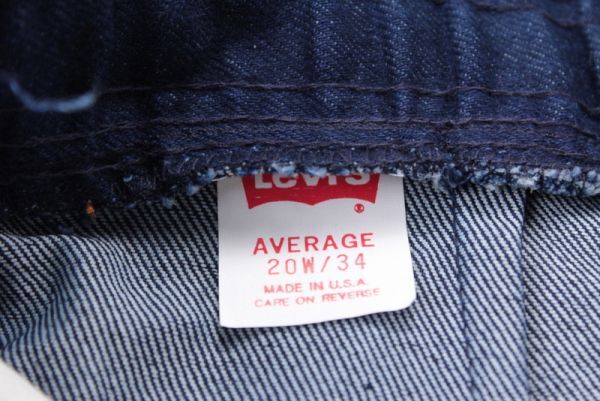 Levi's
®
AVERAGE
20W/34
MADE IN U.S.A.
CARE ON REVERSE